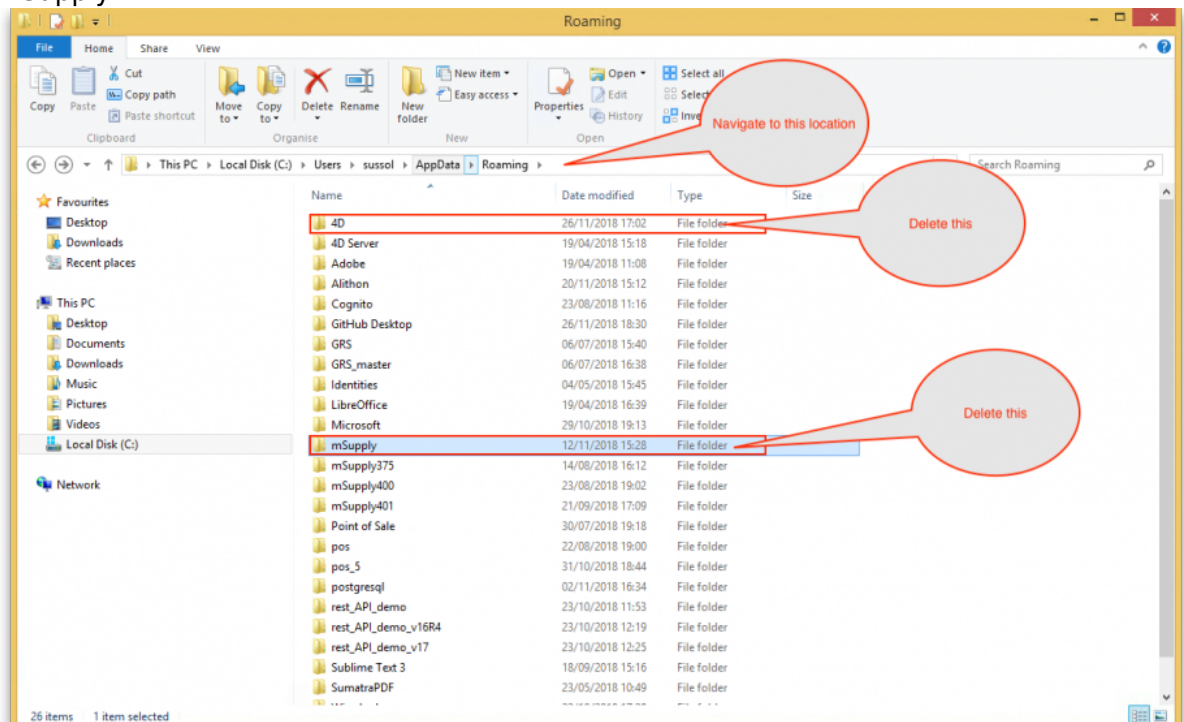 Roaming
File Home Share View
Copy
Paste
Cut
Copy path
Paste shortcut
Move to
Copy to
Delete
Rename
New folder
New item
Easy access
Properties
Open
Edit
History
Select all
Clipboard
Organise
New
Open
Navigate to this location
This PC Local Disk (C:) Users sussol AppData Roaming
Search Roaming
Favourites
Desktop
Downloads
Recent places
This PC
Desktop
Documents
Downloads
Music
Pictures
Videos
Local Disk (C:)
Network
Name Date modified Type Size
4D 26/11/2018 17:02 File folder
Delete this
4D Server 19/04/2018 15:18 File folder
Adobe 19/04/2018 11:08 File folder
Alithon 20/11/2018 15:12 File folder
Cognito 23/08/2018 11:16 File folder
GitHub Desktop 26/11/2018 18:30 File folder
GRS 06/07/2018 15:40 File folder
GRS_master 06/07/2018 16:38 File folder
Identities 04/05/2018 15:45 File folder
LibreOffice 19/04/2018 16:39 File folder
Delete this
Microsoft 29/10/2018 19:13 File folder
mSupply 12/11/2018 15:28 File folder
mSupply375 14/08/2018 16:12 File folder
mSupply400 23/08/2018 19:02 File folder
mSupply401 21/09/2018 17:09 File folder
Point of Sale 30/07/2018 19:18 File folder
pos 22/08/2018 19:00 File folder
pos_5 31/10/2018 18:44 File folder
postgresql 02/11/2018 16:34 File folder
rest_API_demo 23/10/2018 11:53 File folder
rest_API_demo_v16R4 23/10/2018 12:19 File folder
rest_API_demo_v17 23/10/2018 12:25 File folder
Sublime Text 3 18/09/2018 15:16 File folder
SumatraPDF 23/05/2018 10:49 File folder
26 items 1 item selected